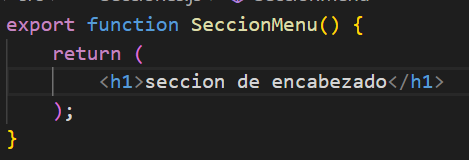 export function SeccionMenu() {
    return (
        <h1>seccion de encabezado</h1>
    );
}